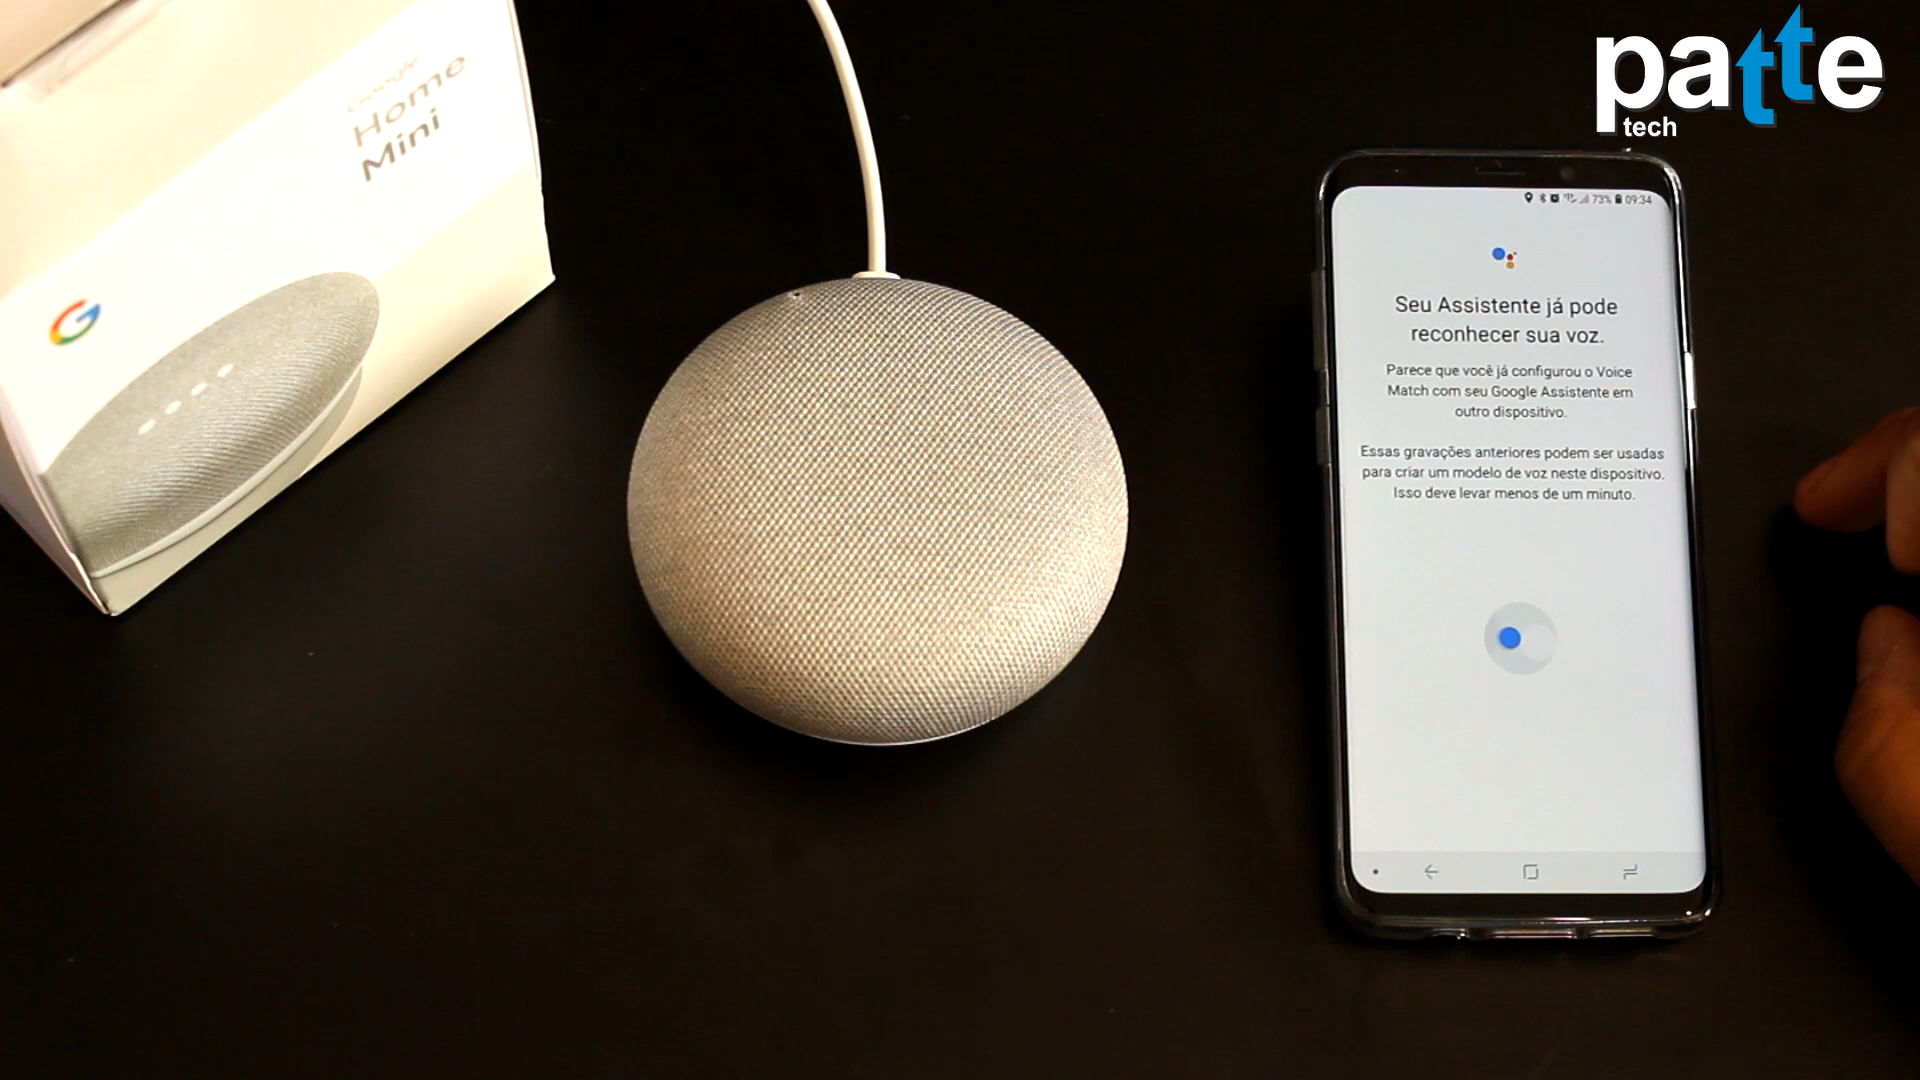 Google
Home
Mini
G
patte
tech
73% 09:34
Seu Assistente já pode
reconhecer sua voz.
Parece que você já configurou o Voice
Match com seu Google Assistente em
outro dispositivo.
Essas gravações anteriores podem ser usadas
para criar um modelo de voz neste dispositivo.
Isso deve levar menos de um minuto.